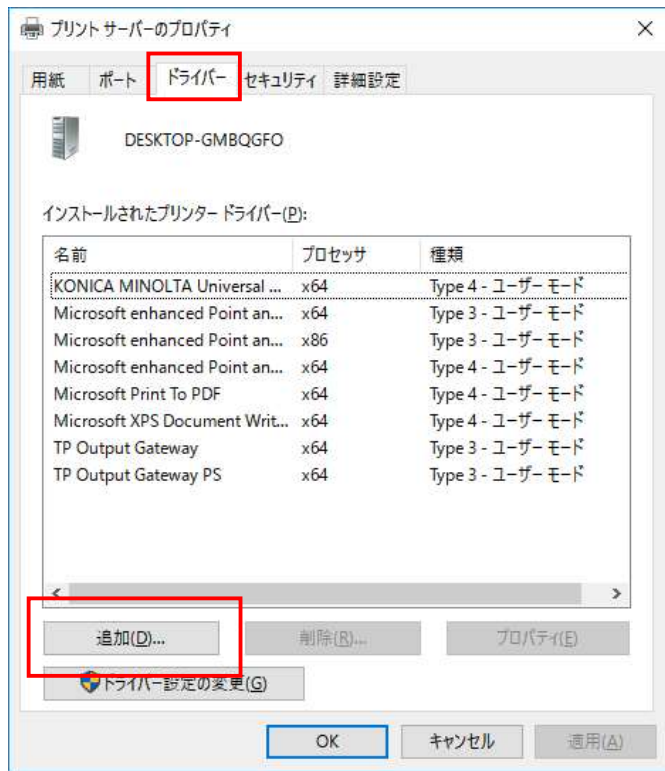 プリント サーバーのプロパティ
用紙 ポート ドライバー セキュリティ 詳細設定
DESKTOP-GMBQGFO
インストールされたプリンター ドライバー(P):
名前 プロセッサ 種類
KONICA MINOLTA Universal ... x64 Type 4 - ユーザー モード
Microsoft enhanced Point an... x64 Type 3 - ユーザー モード
Microsoft enhanced Point an... x86 Type 3 - ユーザー モード
Microsoft enhanced Point an... x64 Type 4 - ユーザー モード
Microsoft Print To PDF x64 Type 4 - ユーザー モード
Microsoft XPS Document Writ... x64 Type 4 - ユーザー モード
TP Output Gateway x64 Type 3 - ユーザー モード
TP Output Gateway PS x64 Type 3 - ユーザー モード
追加(D)... 削除(R)... プロパティ(E)
ドライバー設定の変更(G)
OK キャンセル 適用(A)